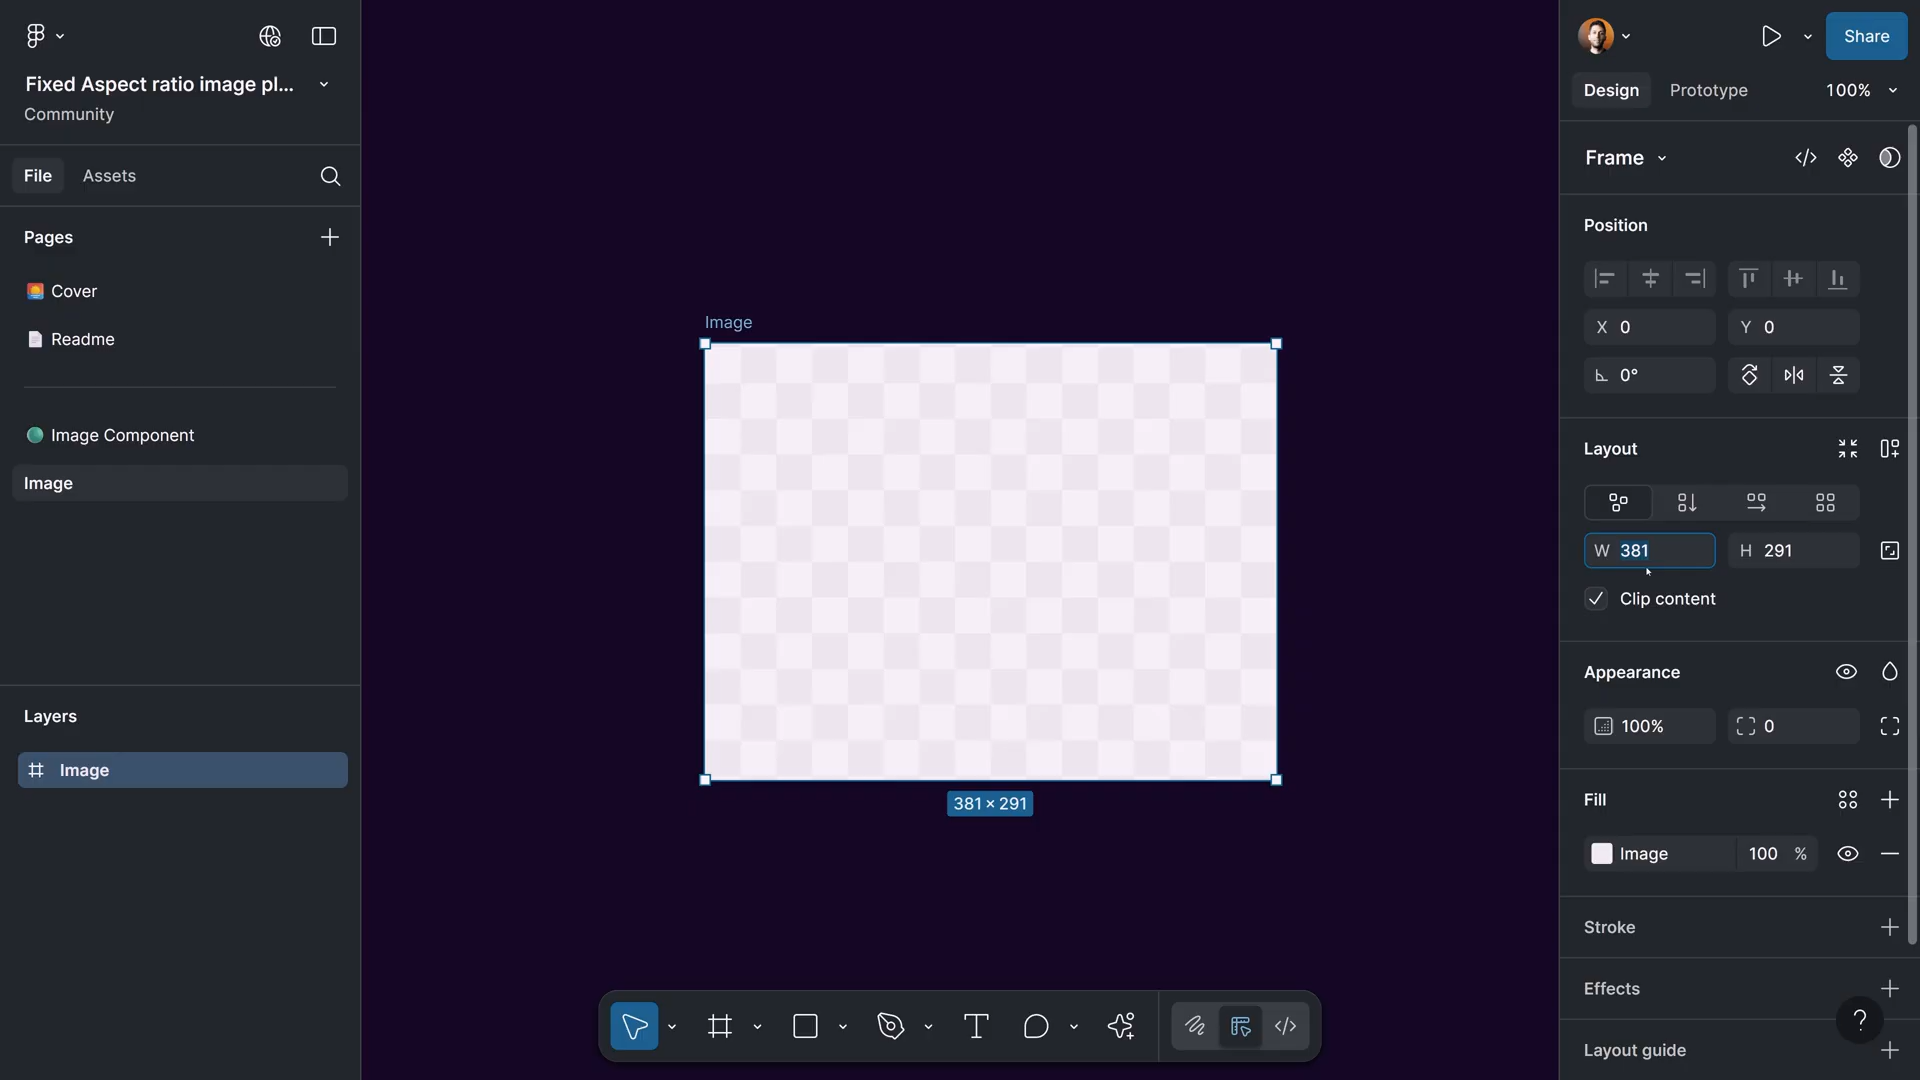 Fixed Aspect ratio image pl...
Community
File
Assets
Pages
Cover
Readme
Image Component
Image
Layers
Image
Image
381 × 291
Share
Design
Prototype
100%
Frame
Position
X 0
Y 0
0°
Layout
W 381
H 291
Clip content
Appearance
100%
0
Fill
Image
100 %
Stroke
Effects
?
Layout guide